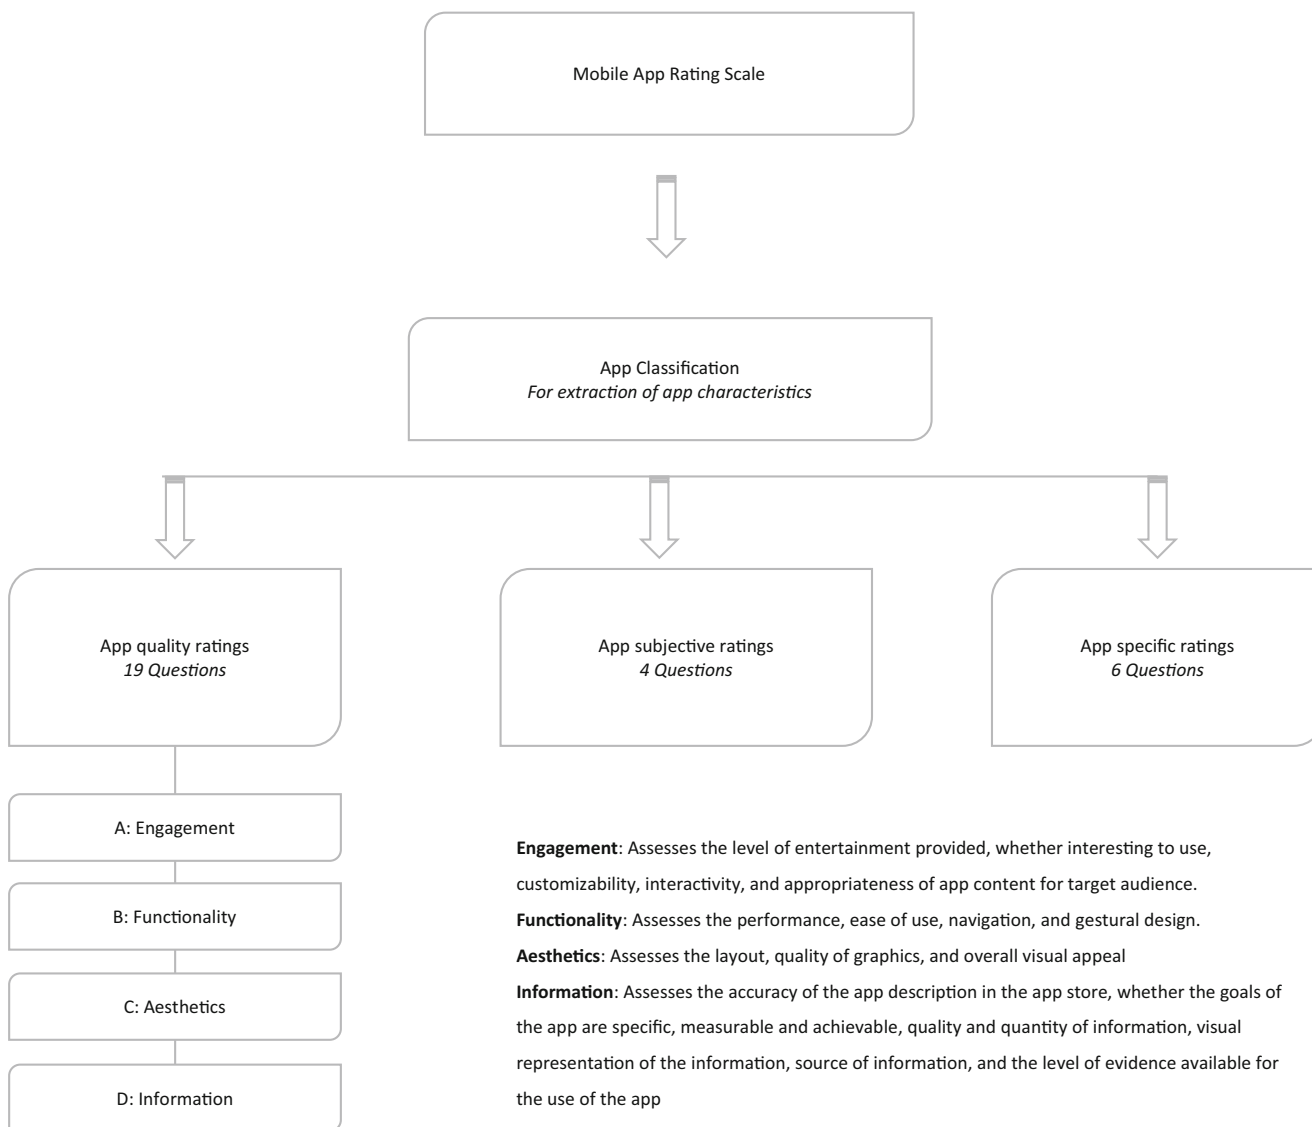 Mobile App Rating Scale
App Classification
For extraction of app characteristics
App quality ratings
19 Questions
App subjective ratings
4 Questions
App specific ratings
6 Questions
A: Engagement
B: Functionality
C: Aesthetics
D: Information
Engagement: Assesses the level of entertainment provided, whether interesting to use,
customizability, interactivity, and appropriateness of app content for target audience.
Functionality: Assesses the performance, ease of use, navigation, and gestural design.
Aesthetics: Assesses the layout, quality of graphics, and overall visual appeal
Information: Assesses the accuracy of the app description in the app store, whether the goals of
the app are specific, measurable and achievable, quality and quantity of information, visual
representation of the information, source of information, and the level of evidence available for
the use of the app